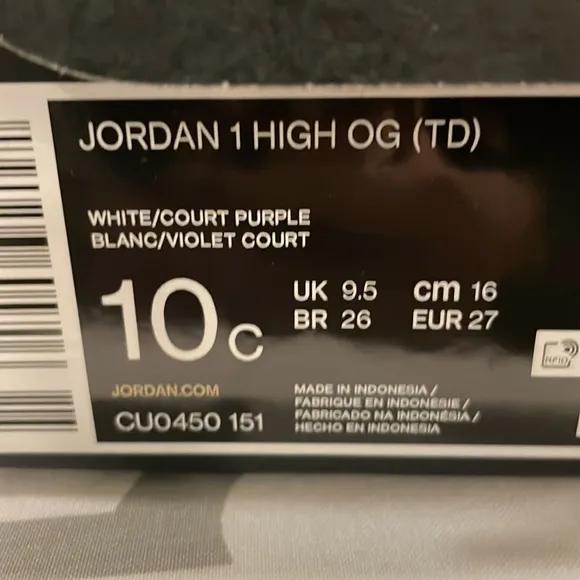 JORDAN 1 HIGH OG (TD)
WHITE/COURT PURPLE
BLANC/VIOLET COURT
10 C
UK 9.5 cm 16
BR 26 EUR 27
JORDAN.COM
CU0450 151
MADE IN INDONESIA /
FABRIQUE EN INDONESIE /
FABRICADO NA INDONÉSIA /
HECHO EN INDONESIA
RFID